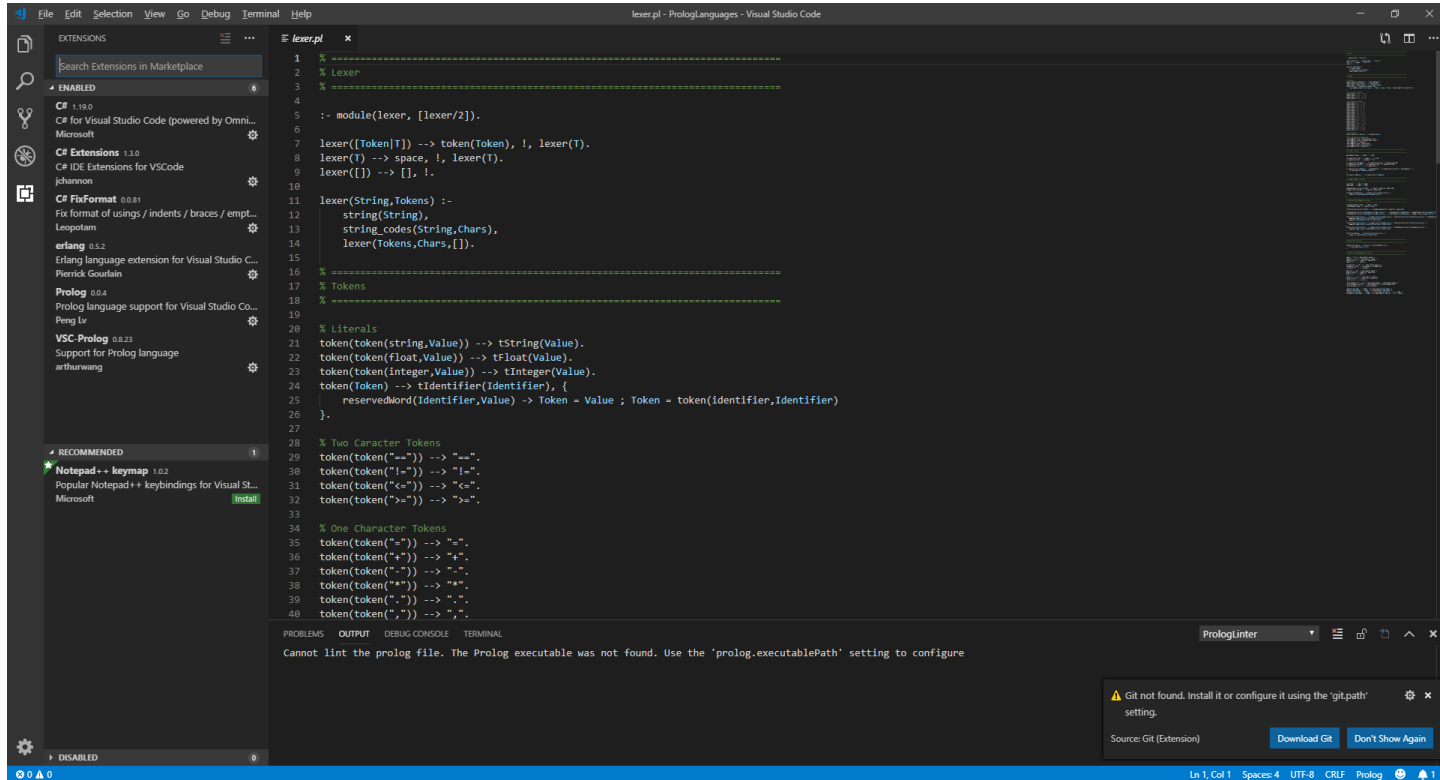 File Edit Selection View Go Debug Terminal Help
lexer.pl - PrologLanguages - Visual Studio Code
EXTENSIONS
Search Extensions in Marketplace
ENABLED 6
C# 1.19.0
C# for Visual Studio Code (powered by Omni...
Microsoft
C# Extensions 1.3.0
C# IDE Extensions for VSCode
jchannon
C# FixFormat 0.0.81
Fix format of usings / indents / braces / empt...
Leopotam
erlang 0.5.2
Erlang language extension for Visual Studio C...
Pierrick Gourlain
Prolog 0.0.4
Prolog language support for Visual Studio Co...
Peng Lv
VSC-Prolog 0.8.23
Support for Prolog language
arthurwang
RECOMMENDED 1
Notepad++ keymap 1.0.2
Popular Notepad++ keybindings for Visual St...
Microsoft Install
DISABLED 0
lexer.pl
1 % ==============================================================================
2 % Lexer
3 % ==============================================================================
4
5 :- module(lexer, [lexer/2]).
6
7 lexer([Token|T]) --> token(Token), !, lexer(T).
8 lexer(T) --> space, !, lexer(T).
9 lexer([]) --> [], !.
10
11 lexer(String,Tokens) :-
12 string(String),
13 string_codes(String,Chars),
14 lexer(Tokens,Chars,[]).
15
16 % ==============================================================================
17 % Tokens
18 % ==============================================================================
19
20 % Literals
21 token(token(string,Value)) --> tString(Value).
22 token(token(float,Value)) --> tFloat(Value).
23 token(token(integer,Value)) --> tInteger(Value).
24 token(Token) --> tIdentifier(Identifier), {
25 reservedWord(Identifier,Value) -> Token = Value ; Token = token(identifier,Identifier)
26 }.
27
28 % Two Caracter Tokens
29 token(token("==")) --> "==".
30 token(token("!=")) --> "!=".
31 token(token("<=")) --> "<=".
32 token(token(">=")) --> ">=".
33
34 % One Character Tokens
35 token(token("=")) --> "=".
36 token(token("+")) --> "+".
37 token(token("-")) --> "-".
38 token(token("*")) --> "*".
39 token(token(".")) --> ".".
40 token(token(",")) --> ",".
PROBLEMS OUTPUT DEBUG CONSOLE TERMINAL
PrologLinter
Cannot lint the prolog file. The Prolog executable was not found. Use the 'prolog.executablePath' setting to configure
Git not found. Install it or configure it using the 'git.path'
setting.
Source: Git (Extension) Download Git Don't Show Again
0 0 Ln 1, Col 1 Spaces: 4 UTF-8 CRLF Prolog 1